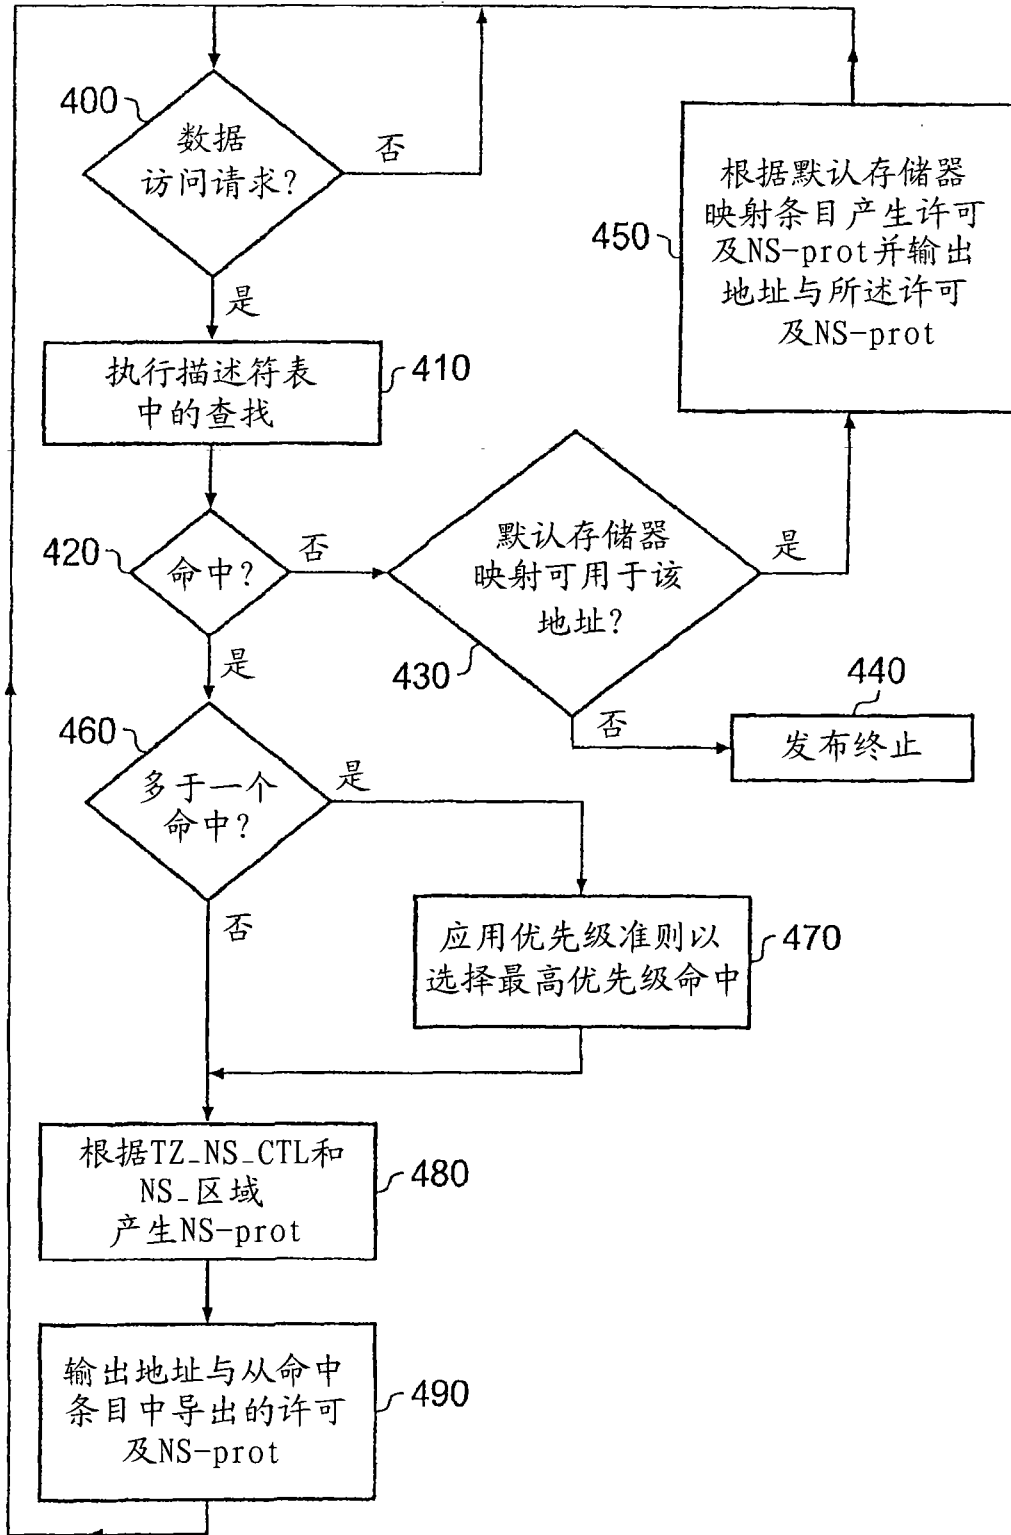 400
数据
访问请求?
否
是
根据默认存储器
映射条目产生许可
及NS-prot并输出
地址与所述许可
及NS-prot
450
执行描述符表
中的查找
410
420
命中?
否
是
默认存储器
映射可用于该
地址?
430
是
否
440
发布终止
460
多于一个
命中?
是
否
应用优先级准则以
选择最高优先级命中
470
根据TZ_NS_CTL和
NS_区域
产生NS-prot
480
输出地址与从命中
条目中导出的许可
及NS-prot
490